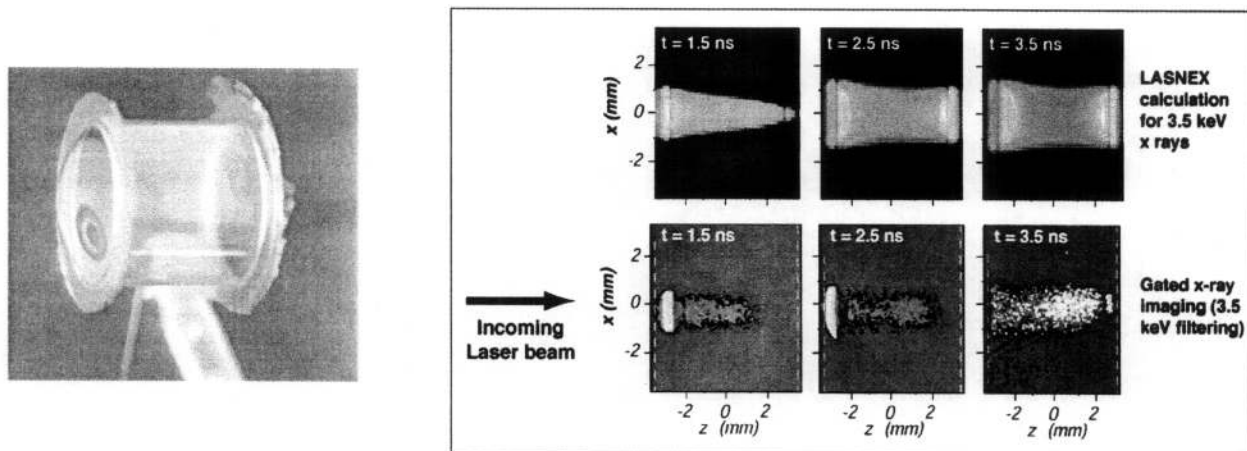 t = 1.5 ns
t = 2.5 ns
t = 3.5 ns
x (mm)
2
0
-2
LASNEX
calculation
for 3.5 keV
x rays
t = 1.5 ns
t = 2.5 ns
t = 3.5 ns
x (mm)
2
0
-2
Incoming
Laser beam
Gated x-ray
imaging (3.5
keV filtering)
-2 0 2
z (mm)
-2 0 2
z (mm)
-2 0 2
z (mm)